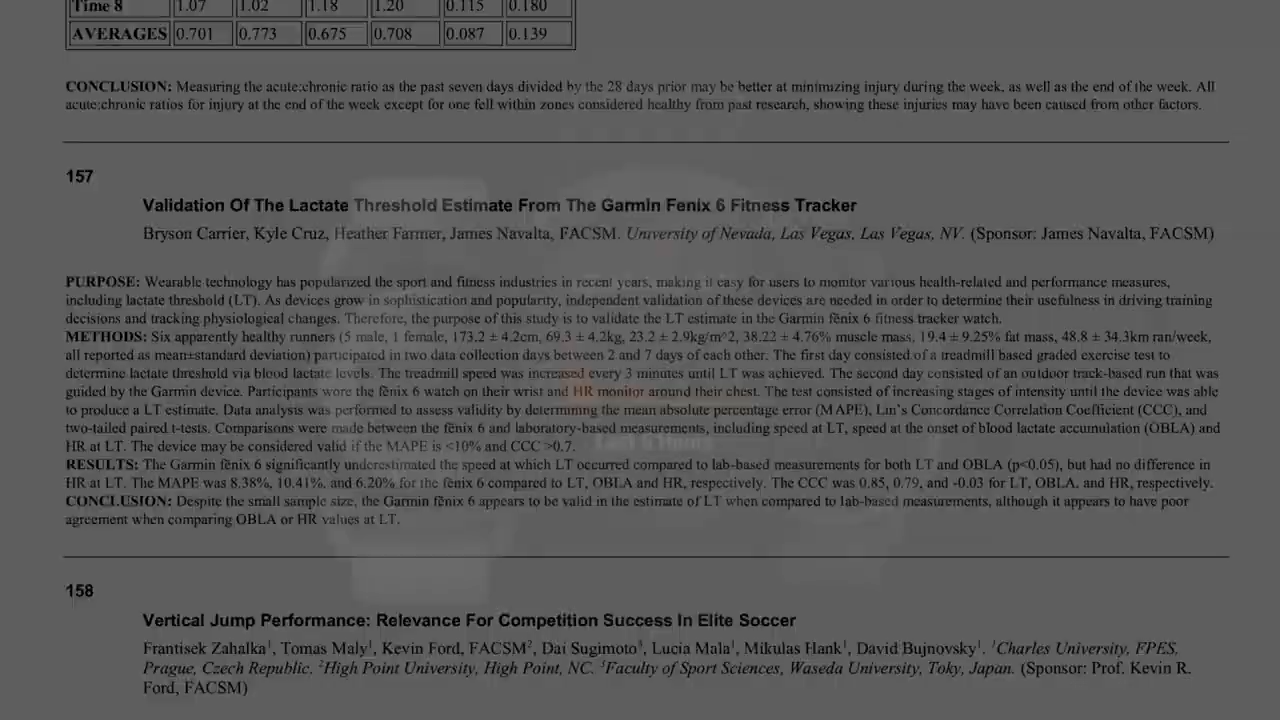 Time 8 1.07 1.02 1.18 1.20 0.115 0.180
AVERAGES 0.701 0.773 0.675 0.708 0.087 0.139
CONCLUSION: Measuring the acute:chronic ratio as the past seven days divided by the 28 days prior may be better at minimizing injury during the week, as well as the end of the week. All
acute:chronic ratios for injury at the end of the week except for one fell within zones considered healthy from past research, showing these injuries may have been caused from other factors.
157
Validation Of The Lactate Threshold Estimate From The Garmin Fenix 6 Fitness Tracker
Bryson Carrier, Kyle Cruz, Heather Farmer, James Navalta, FACSM. University of Nevada, Las Vegas, Las Vegas, NV. (Sponsor: James Navalta, FACSM)
PURPOSE: Wearable technology has popularized the sport and fitness industries in recent years, making it easy for users to monitor various health-related and performance measures,
including lactate threshold (LT). As devices grow in sophistication and popularity, independent validation of these devices are needed in order to determine their usefulness in driving training
decisions and tracking physiological changes. Therefore, the purpose of this study is to validate the LT estimate in the Garmin fēnix 6 fitness tracker watch.
METHODS: Six apparently healthy runners (5 male, 1 female, 173.2 ± 4.2cm, 69.3 ± 4.2kg, 23.2 ± 2.9kg/m^2, 38.22 ± 4.76% muscle mass, 19.4 ± 9.25% fat mass, 48.8 ± 34.3km ran/week,
all reported as mean±standard deviation) participated in two data collection days between 2 and 7 days of each other. The first day consisted of a treadmill based graded exercise test to
determine lactate threshold via blood lactate levels. The treadmill speed was increased every 3 minutes until LT was achieved. The second day consisted of an outdoor track-based run that was
guided by the Garmin device. Participants wore the fēnix 6 watch on their wrist and HR monitor around their chest. The test consisted of increasing stages of intensity until the device was able
to produce a LT estimate. Data analysis was performed to assess validity by determining the mean absolute percentage error (MAPE), Lin's Concordance Correlation Coefficient (CCC), and
two-tailed paired t-tests. Comparisons were made between the fēnix 6 and laboratory-based measurements, including speed at LT, speed at the onset of blood lactate accumulation (OBLA) and
HR at LT. The device may be considered valid if the MAPE is <10% and CCC >0.7.
RESULTS: The Garmin fēnix 6 significantly underestimated the speed at which LT occurred compared to lab-based measurements for both LT and OBLA (p<0.05), but had no difference in
HR at LT. The MAPE was 8.38%, 10.41%, and 6.20% for the fēnix 6 compared to LT, OBLA and HR, respectively. The CCC was 0.85, 0.79, and -0.03 for LT, OBLA, and HR, respectively.
CONCLUSION: Despite the small sample size, the Garmin fēnix 6 appears to be valid in the estimate of LT when compared to lab-based measurements, although it appears to have poor
agreement when comparing OBLA or HR values at LT.
158
Vertical Jump Performance: Relevance For Competition Success In Elite Soccer
Frantisek Zahalka¹, Tomas Maly¹, Kevin Ford, FACSM², Dai Sugimoto³, Lucia Mala¹, Mikulas Hank¹, David Bujnovsky¹. ¹Charles University, FPES,
Prague, Czech Republic. ²High Point University, High Point, NC. ³Faculty of Sport Sciences, Waseda University, Toky, Japan. (Sponsor: Prof. Kevin R.
Ford, FACSM)